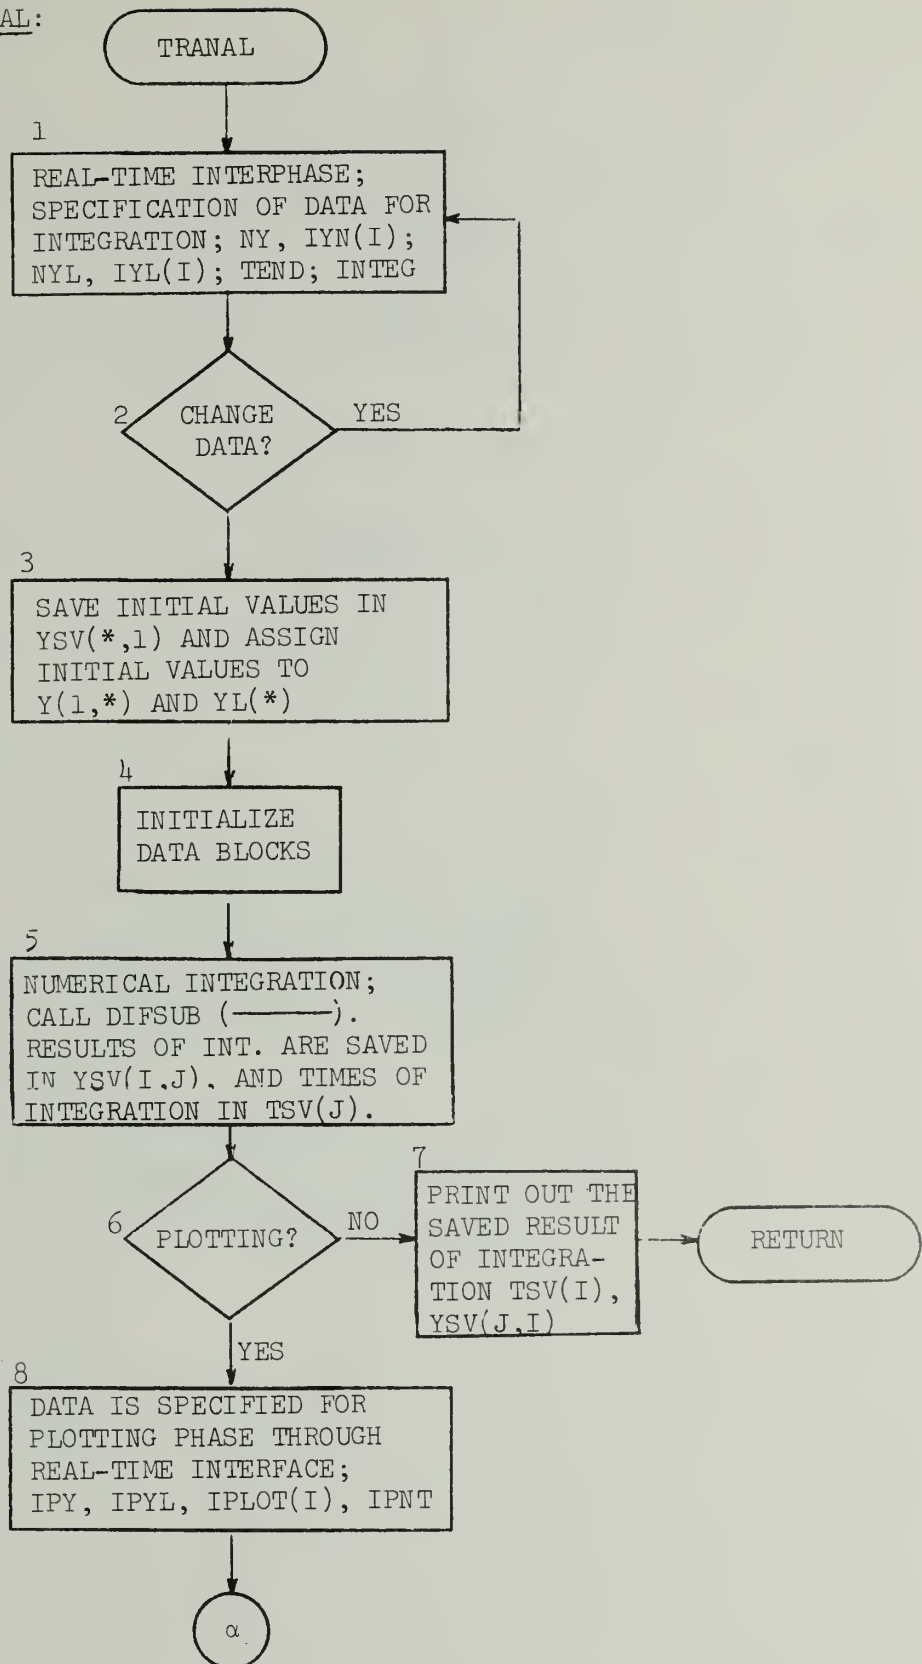 AL:
TRANAL
1
REAL-TIME INTERPHASE;
SPECIFICATION OF DATA FOR
INTEGRATION; NY, IYN(I);
NYL, IYL(I); TEND; INTEG
2
CHANGE
DATA?
YES
3
SAVE INITIAL VALUES IN
YSV(*,1) AND ASSIGN
INITIAL VALUES TO
Y(1,*) AND YL(*)
4
INITIALIZE
DATA BLOCKS
5
NUMERICAL INTEGRATION;
CALL DIFSUB (———).
RESULTS OF INT. ARE SAVED
IN YSV(I,J), AND TIMES OF
INTEGRATION IN TSV(J).
6
PLOTTING?
NO
7
PRINT OUT THE
SAVED RESULT
OF INTEGRA-
TION TSV(I),
YSV(J,I)
RETURN
YES
8
DATA IS SPECIFIED FOR
PLOTTING PHASE THROUGH
REAL-TIME INTERFACE;
IPY, IPYL, IPLOT(I), IPNT
α